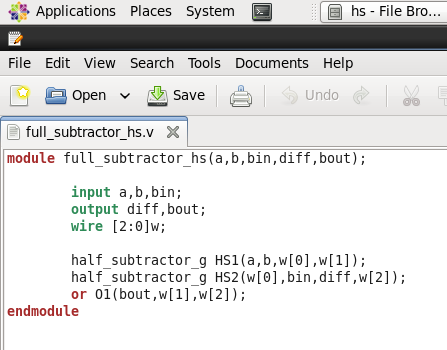 Applications Places System hs - File Bro...
File Edit View Search Tools Documents Help
Open Save Undo
full_subtractor_hs.v
module full_subtractor_hs(a,b,bin,diff,bout);
input a,b,bin;
output diff,bout;
wire [2:0]w;
half_subtractor_g HS1(a,b,w[0],w[1]);
half_subtractor_g HS2(w[0],bin,diff,w[2]);
or O1(bout,w[1],w[2]);
endmodule